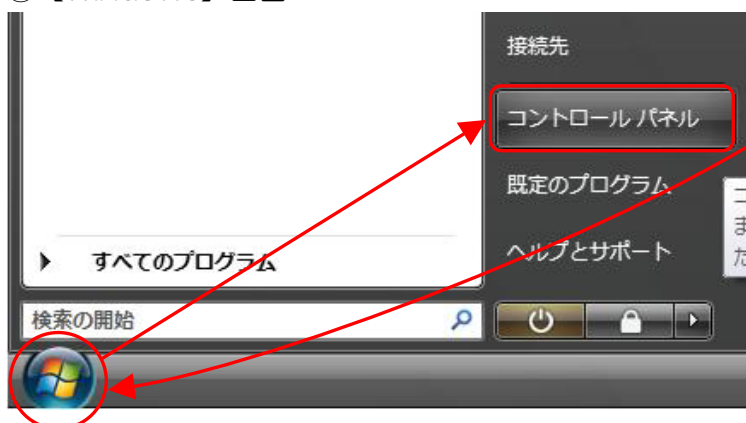 接続先
コントロール パネル
既定のプログラム
ヘルプとサポート
すべてのプログラム
検索の開始